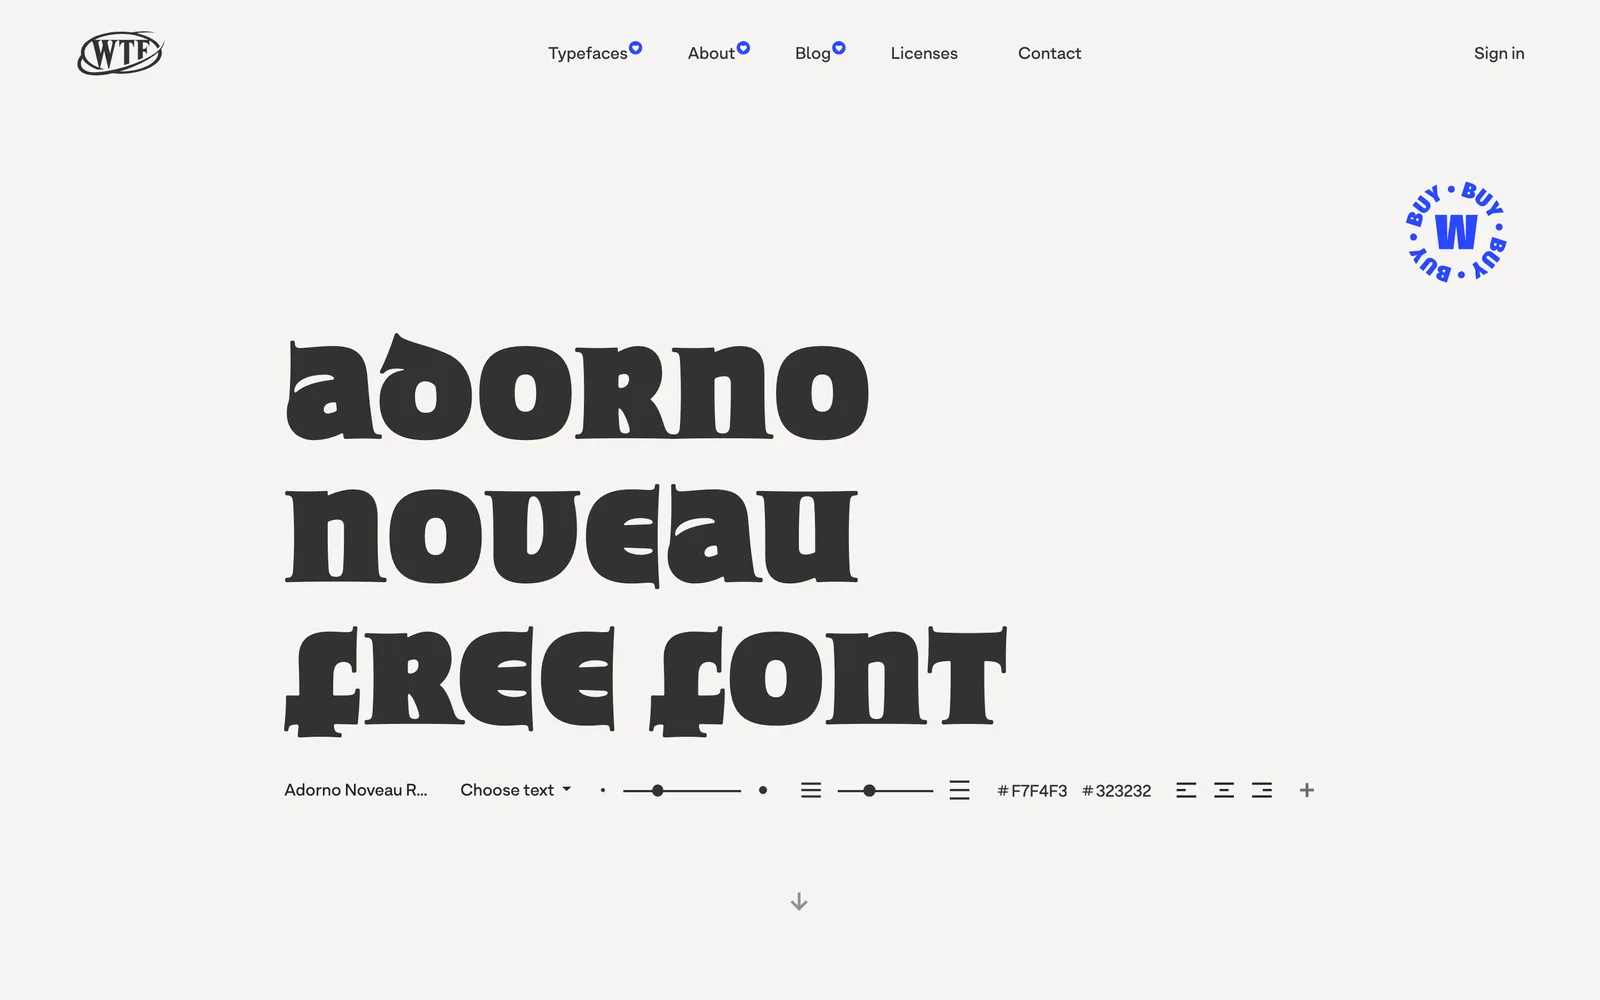 WTF
Typefaces About Blog Licenses Contact Sign in
BUY • BUY • BUY • BUY •
W
ADORNO
NOVEAU
FREE FONT
Adorno Noveau R... Choose text #F7F4F3 #323232